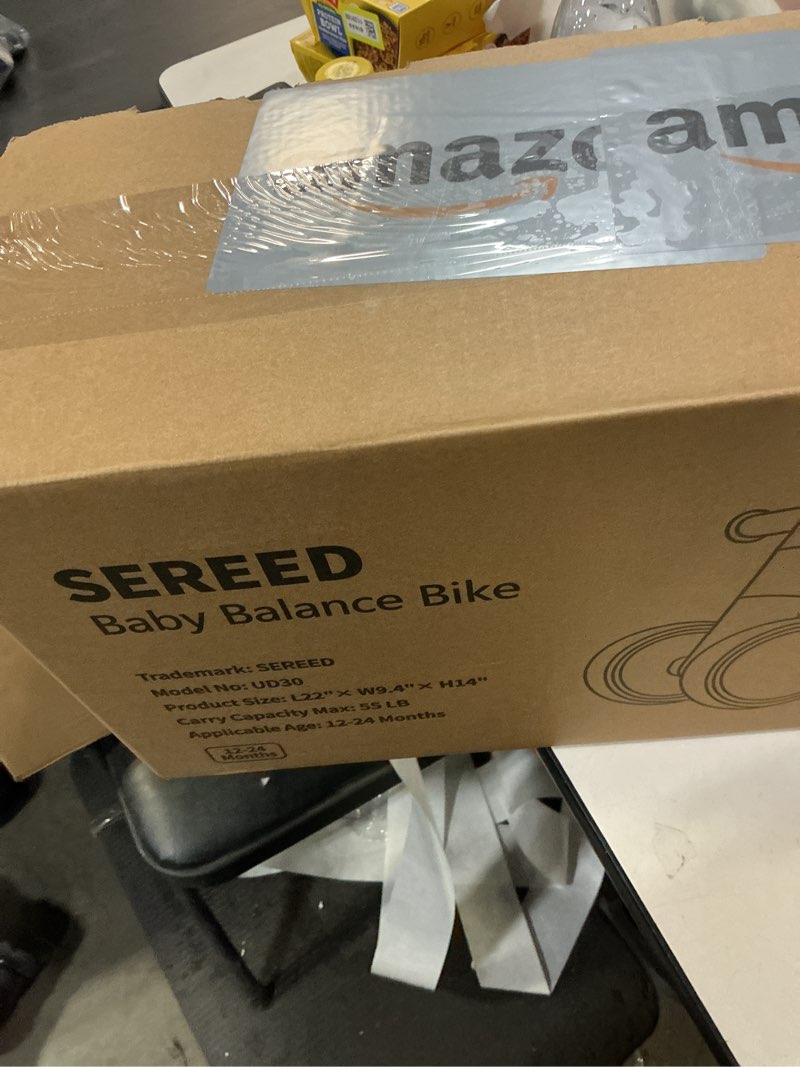 amazo
am
SEREED
Baby Balance Bike
Trademark: SEREED
Model No: UD30
Product Size: L22" × W9.4" × H14"
Carry Capacity Max: 55 LB
Applicable Age: 12-24 Months
12-24
Months